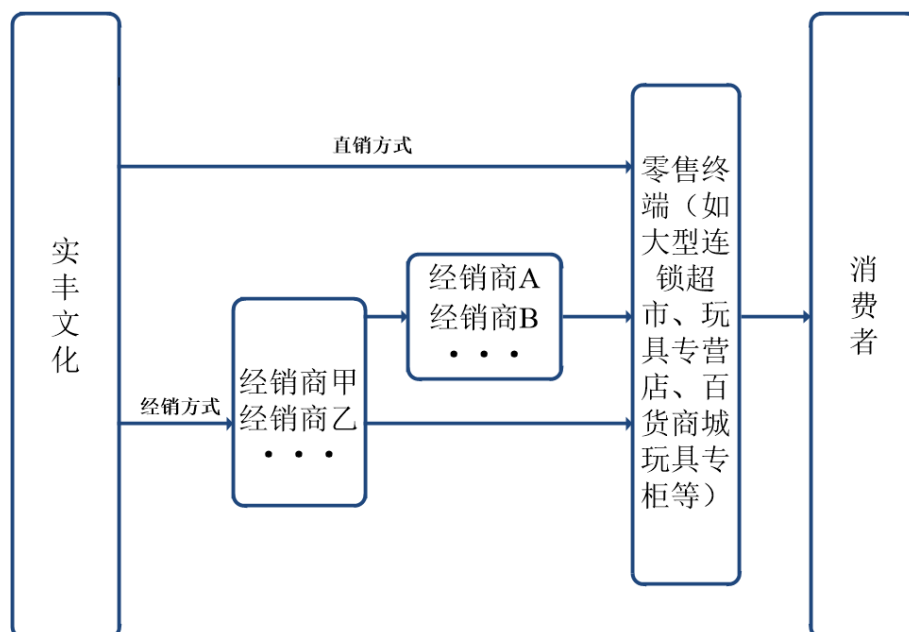 实丰文化
直销方式
经销方式
经销商甲
经销商乙
• • •
经销商A
经销商B
• • •
零售终
端（如
大型连
锁超
市、玩
具专营
店、百
货商城
玩具专
柜等）
消费者